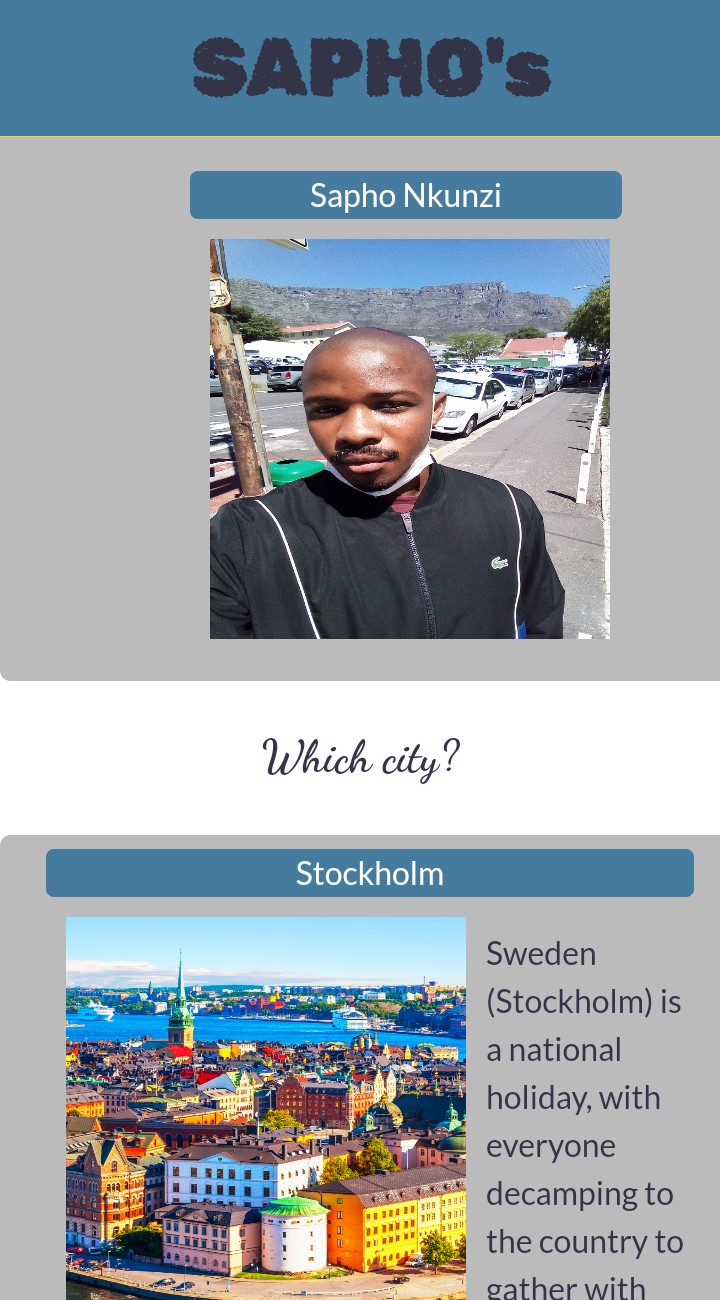 SAPHO's
Sapho Nkunzi
Which city?
Stockholm
Sweden
(Stockholm) is
a national
holiday, with
everyone
decamping to
the country to
gather with